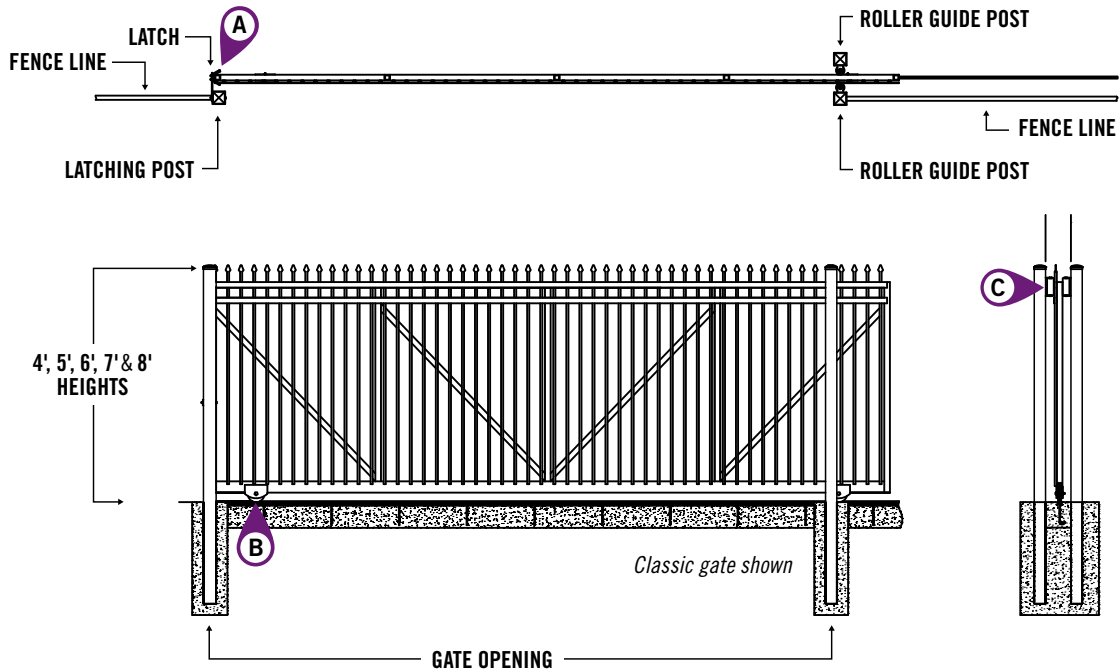 A
LATCH
FENCE LINE
LATCHING POST
ROLLER GUIDE POST
FENCE LINE
ROLLER GUIDE POST
4', 5', 6', 7' & 8'
HEIGHTS
C
B
Classic gate shown
GATE OPENING